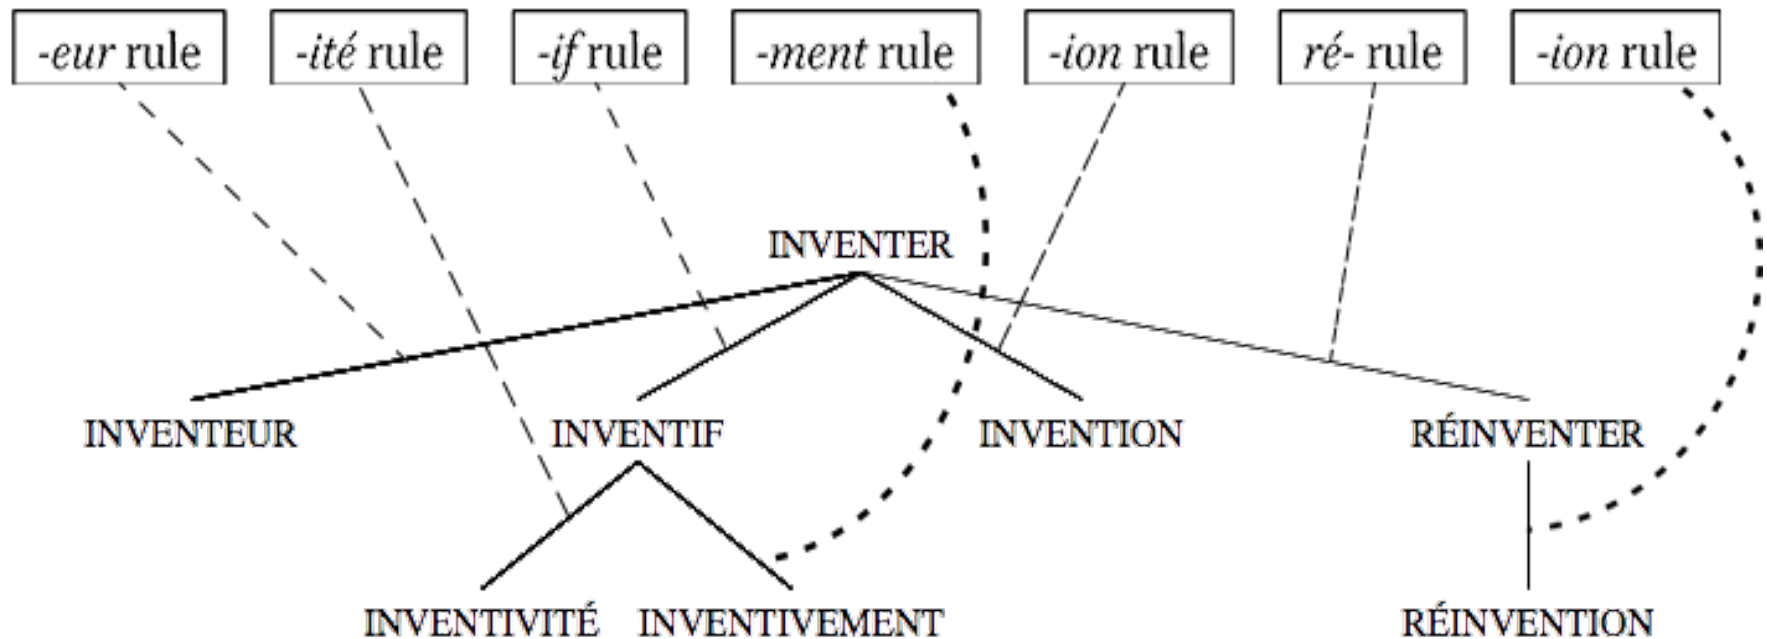 -eur rule -ité rule -if rule -ment rule -ion rule ré- rule -ion rule
INVENTER
INVENTEUR INVENTIF INVENTION RÉINVENTER
INVENTIVITÉ INVENTIVEMENT RÉINVENTION